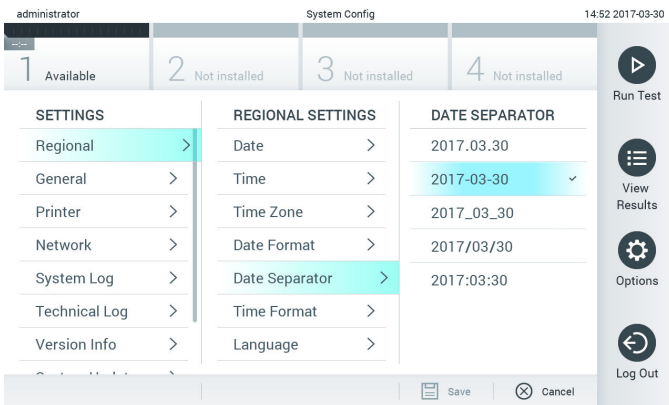 administrator System Config 14:52 2017-03-30
--:--
1 Available 2 Not installed 3 Not installed 4 Not installed
Run Test
SETTINGS REGIONAL SETTINGS DATE SEPARATOR
Regional Date 2017.03.30
General Time 2017-03-30
View Results
Printer Time Zone 2017_03_30
Network Date Format 2017/03/30
System Log Date Separator 2017:03:30
Options
Technical Log Time Format
Version Info Language
Log Out
Save Cancel